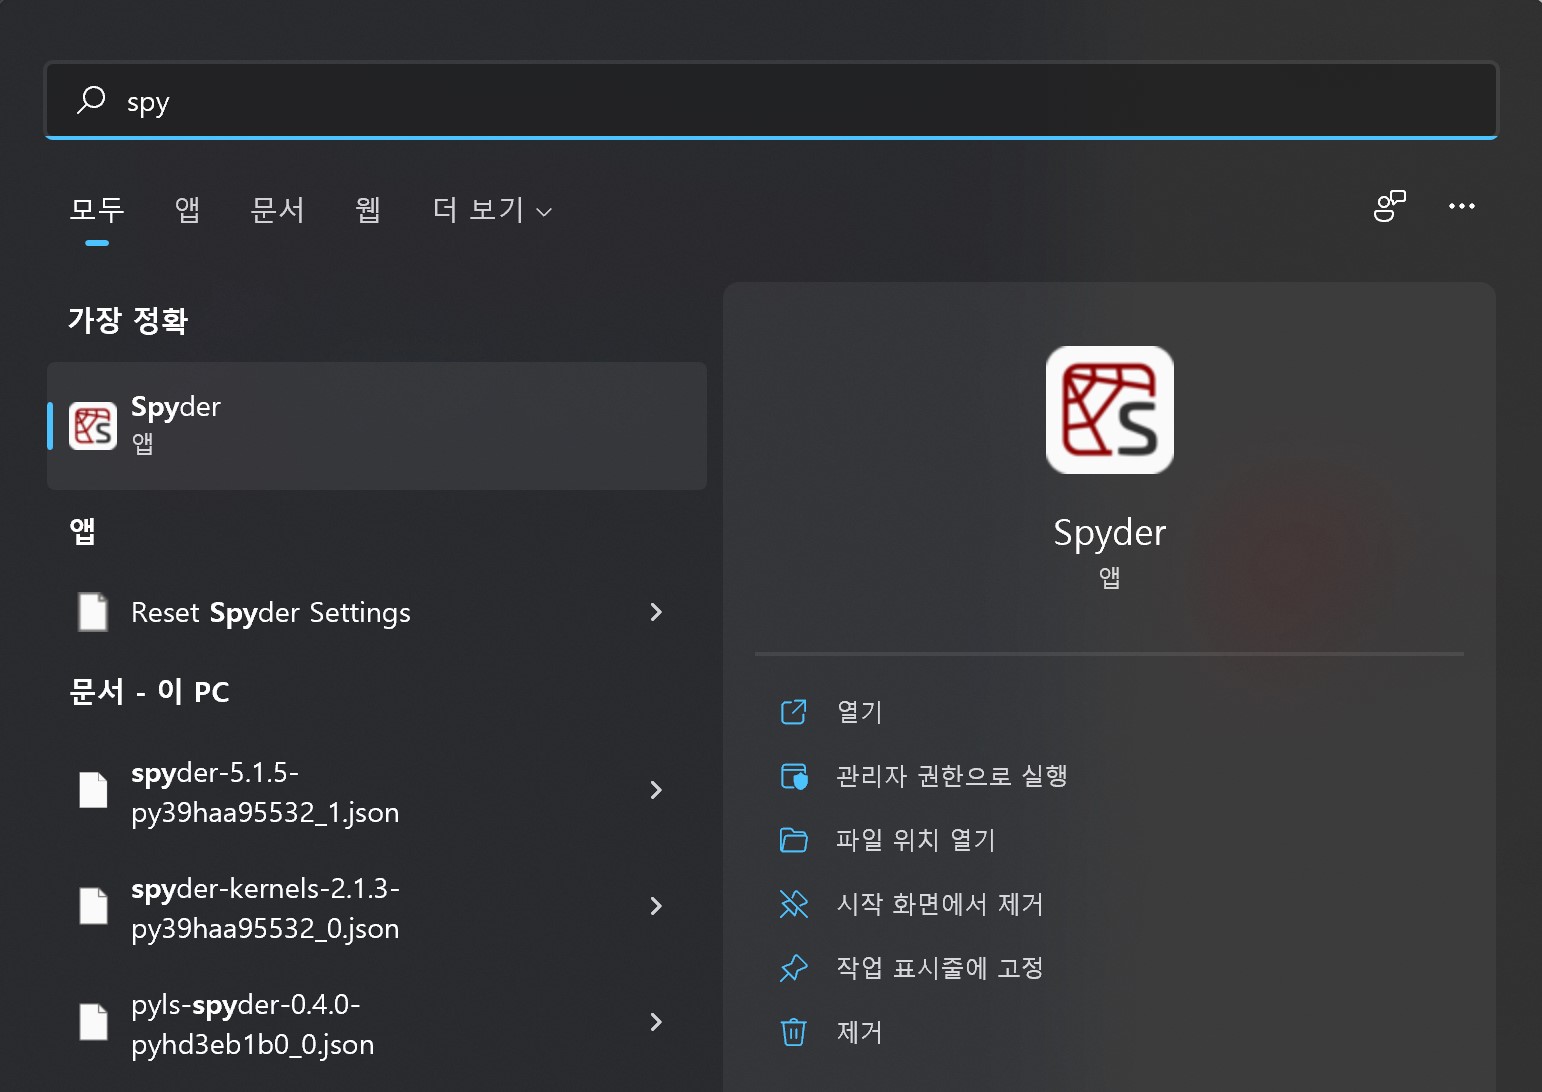 spy
모두 앱 문서 웹 더 보기
가장 정확
Spyder
앱
앱
Reset Spyder Settings
문서 - 이 PC
spyder-5.1.5-
py39haa95532_1.json
spyder-kernels-2.1.3-
py39haa95532_0.json
pyls-spyder-0.4.0-
pyhd3eb1b0_0.json
S
Spyder
앱
열기
관리자 권한으로 실행
파일 위치 열기
시작 화면에서 제거
작업 표시줄에 고정
제거